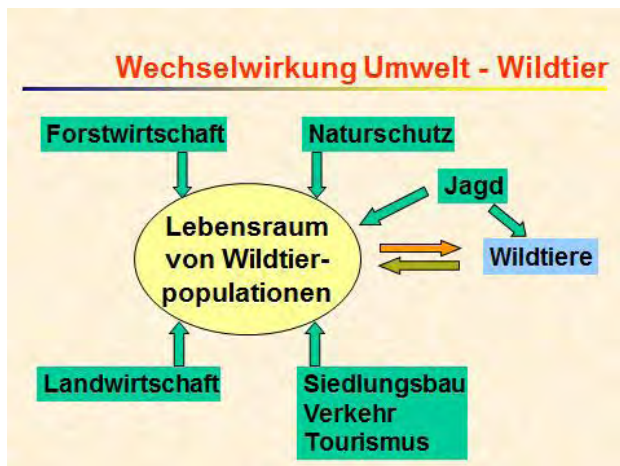 Wechselwirkung Umwelt - Wildtier
Forstwirtschaft
Naturschutz
Jagd
Lebensraum
von Wildtier-
populationen
Wildtiere
Landwirtschaft
Siedlungsbau
Verkehr
Tourismus